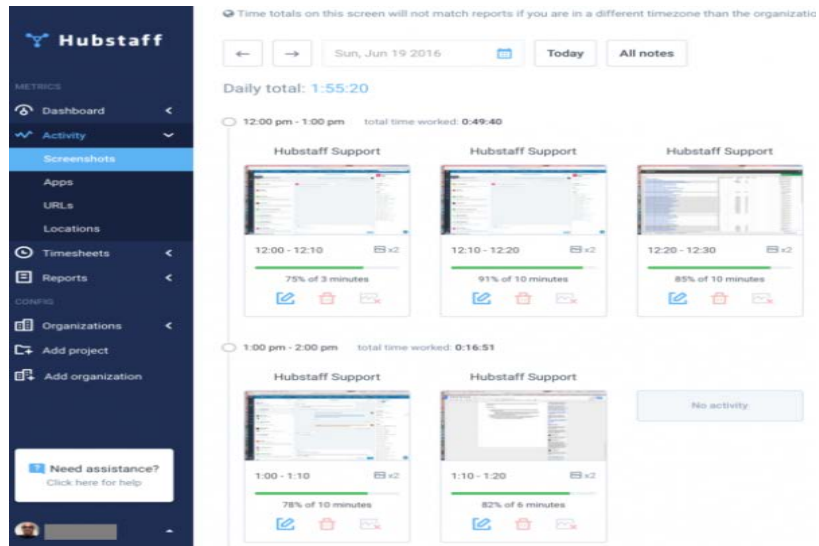 Time totals on this screen will not match reports if you are in a different timezone than the organizatio
Hubstaff
METRICS
Dashboard
Activity
Screenshots
Apps
URLs
Locations
Timesheets
Reports
CONFIG
Organizations
Add project
Add organization
Need assistance?
Click here for help
Sun, Jun 19 2016
Today
All notes
Daily total: 1:55:20
12:00 pm - 1:00 pm total time worked: 0:49:40
Hubstaff Support
12:00 - 12:10 x2
75% of 3 minutes
Hubstaff Support
12:10 - 12:20 x2
91% of 10 minutes
Hubstaff Support
12:20 - 12:30 x2
85% of 10 minutes
1:00 pm - 2:00 pm total time worked: 0:16:51
Hubstaff Support
1:00 - 1:10 x2
78% of 10 minutes
Hubstaff Support
1:10 - 1:20 x2
82% of 6 minutes
No activity